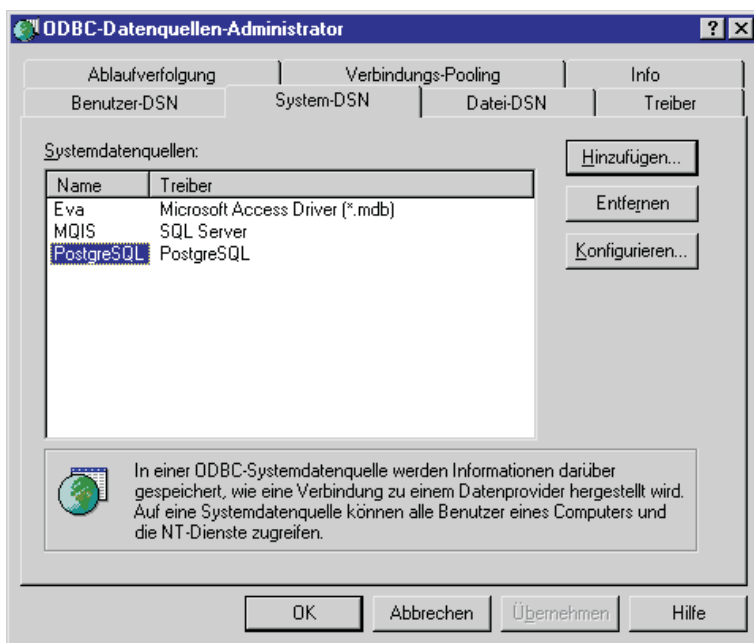 ODBC-Datenquellen-Administrator
Ablaufverfolgung Verbindungs-Pooling Info
Benutzer-DSN System-DSN Datei-DSN Treiber
Systemdatenquellen:
Name Treiber
Eva Microsoft Access Driver (*.mdb)
MQIS SQL Server
PostgreSQL PostgreSQL
Hinzufügen...
Entfernen
Konfigurieren...
In einer ODBC-Systemdatenquelle werden Informationen darüber
gespeichert, wie eine Verbindung zu einem Datenprovider hergestellt wird.
Auf eine Systemdatenquelle können alle Benutzer eines Computers und
die NT-Dienste zugreifen.
OK Abbrechen Übernehmen Hilfe